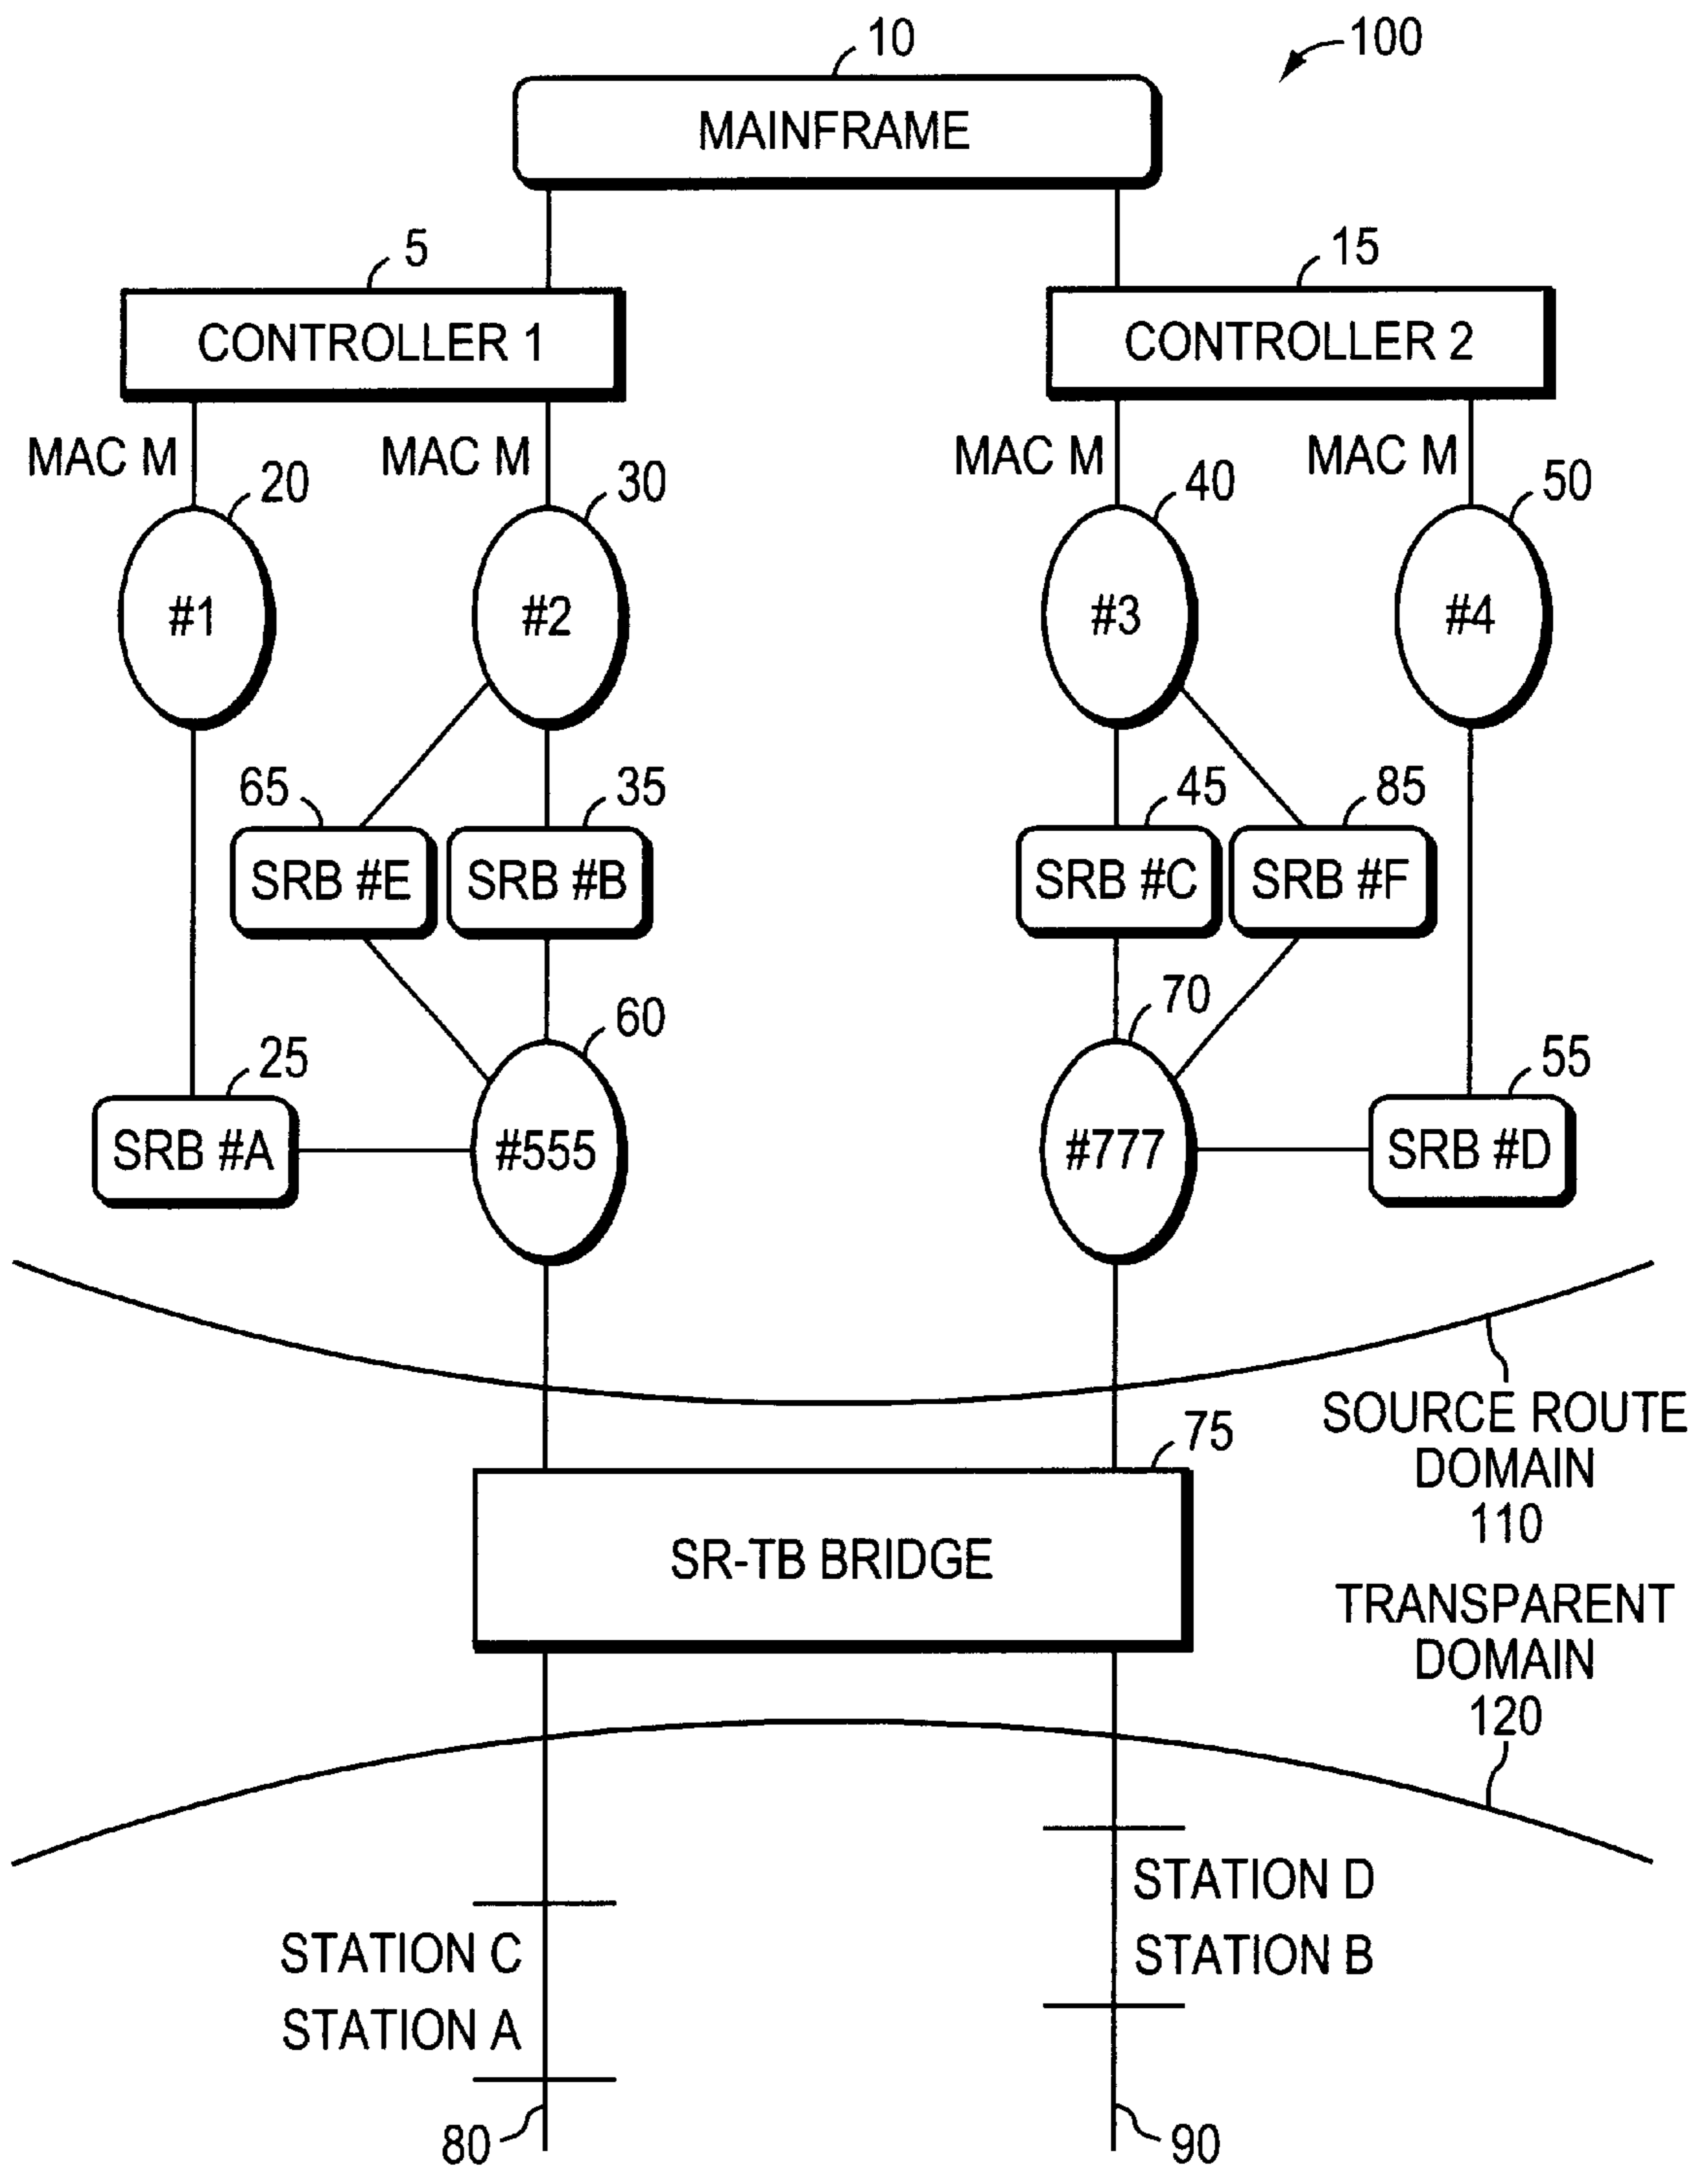 10
100
MAINFRAME
5
15
CONTROLLER 1
CONTROLLER 2
MAC M
MAC M
MAC M
MAC M
20
30
40
50
#1
#2
#3
#4
65
35
45
85
SRB #E
SRB #B
SRB #C
SRB #F
60
70
25
55
SRB #A
#555
#777
SRB #D
75
SOURCE ROUTE
DOMAIN
110
SR-TB BRIDGE
TRANSPARENT
DOMAIN
120
STATION D
STATION C
STATION B
STATION A
80
90